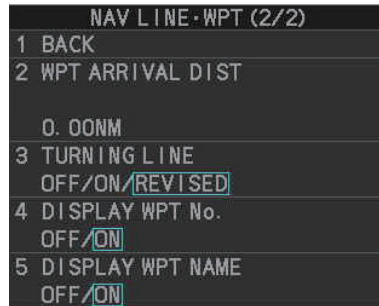 NAV LINE·WPT (2/2)
1 BACK
2 WPT ARRIVAL DIST
0.00NM
3 TURNING LINE
OFF/ON/REVISED
4 DISPLAY WPT No.
OFF/ON
5 DISPLAY WPT NAME
OFF/ON